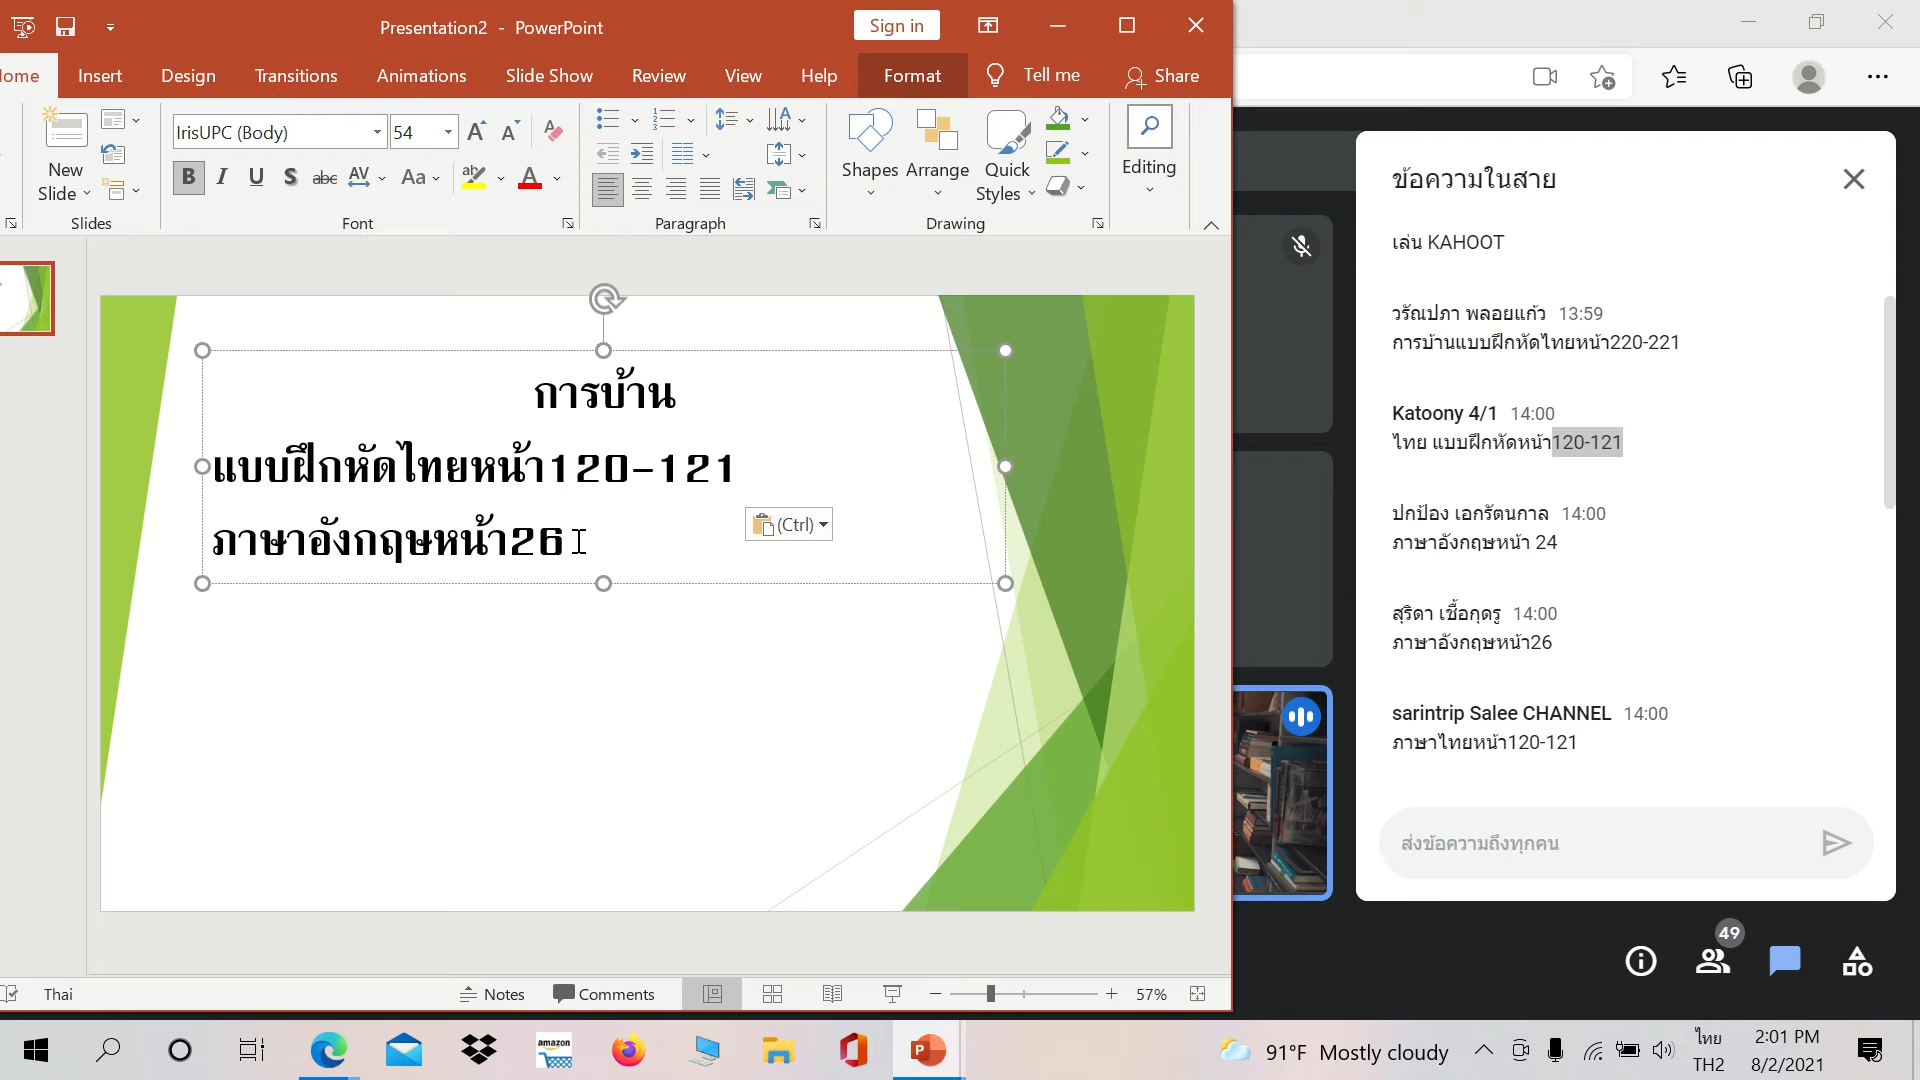 Presentation2 - PowerPoint
Sign in
Insert
Design
Transitions
Animations
Slide Show
Review
View
Help
Format
Tell me
Share
New
Slide
Slides
IrisUPC (Body)
54
B I U S abc AV Aa
Font
Paragraph
Shapes
Arrange
Quick
Styles
Drawing
Editing
การบ้าน
แบบฝึกหัดไทยหน้า120-121
ภาษาอังกฤษหน้า26
(Ctrl)
Thai
Notes
Comments
57%
ข้อความในสาย
เล่น KAHOOT
วรัณปภา พลอยแก้ว 13:59
การบ้านแบบฝึกหัดไทยหน้า220-221
Katoony 4/1 14:00
ไทย แบบฝึกหัดหน้า120-121
ปกป้อง เอกรัตนกาล 14:00
ภาษาอังกฤษหน้า 24
สุริดา เชื้อกุดรู 14:00
ภาษาอังกฤษหน้า26
sarintrip Salee CHANNEL 14:00
ภาษาไทยหน้า120-121
ส่งข้อความถึงทุกคน
49
amazon
91°F Mostly cloudy
ไทย
TH2
2:01 PM
8/2/2021